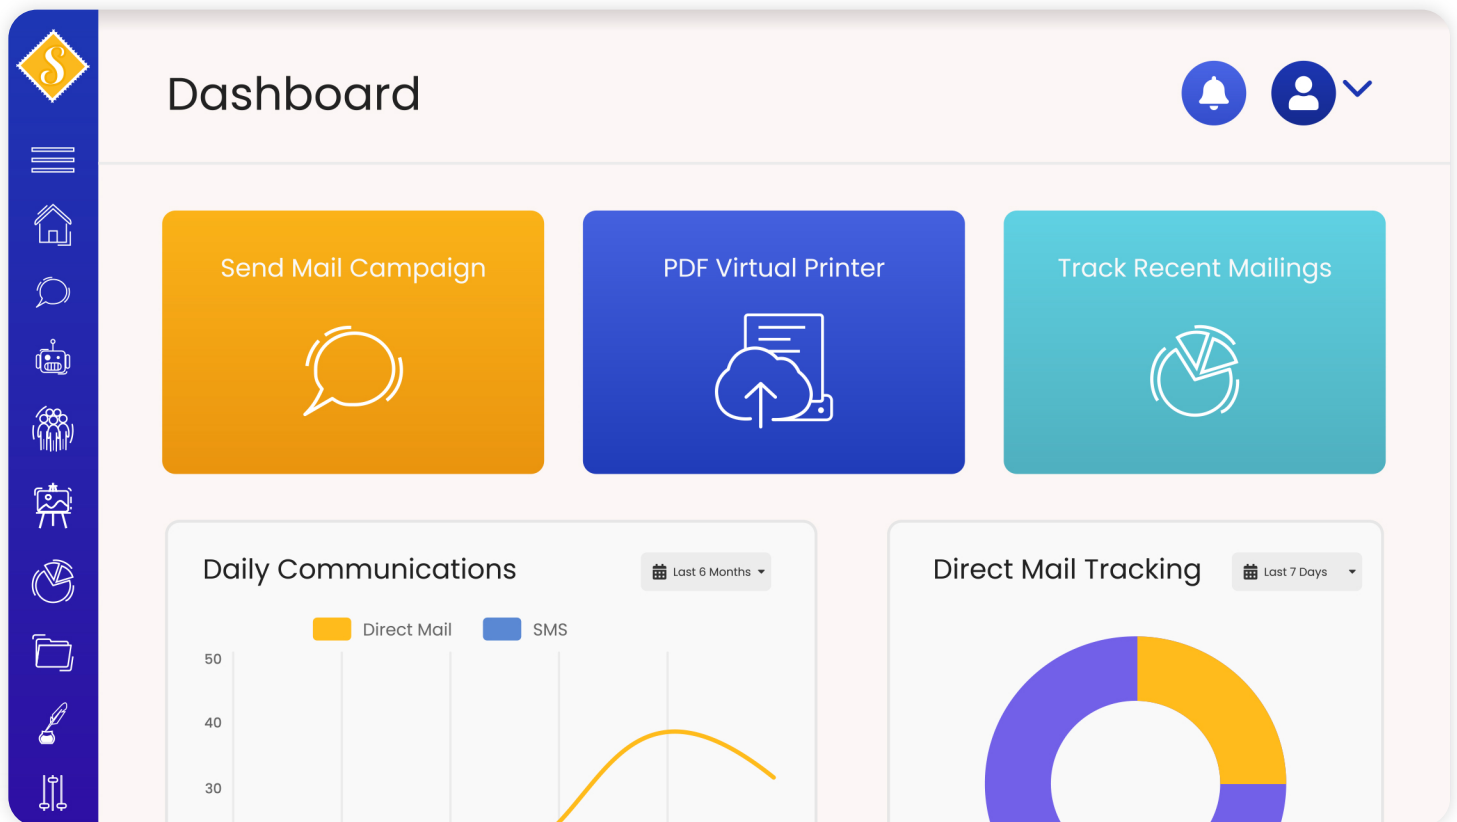 S
Dashboard
Send Mail Campaign
PDF Virtual Printer
Track Recent Mailings
Daily Communications
Last 6 Months
Direct Mail
SMS
50
40
30
Direct Mail Tracking
Last 7 Days